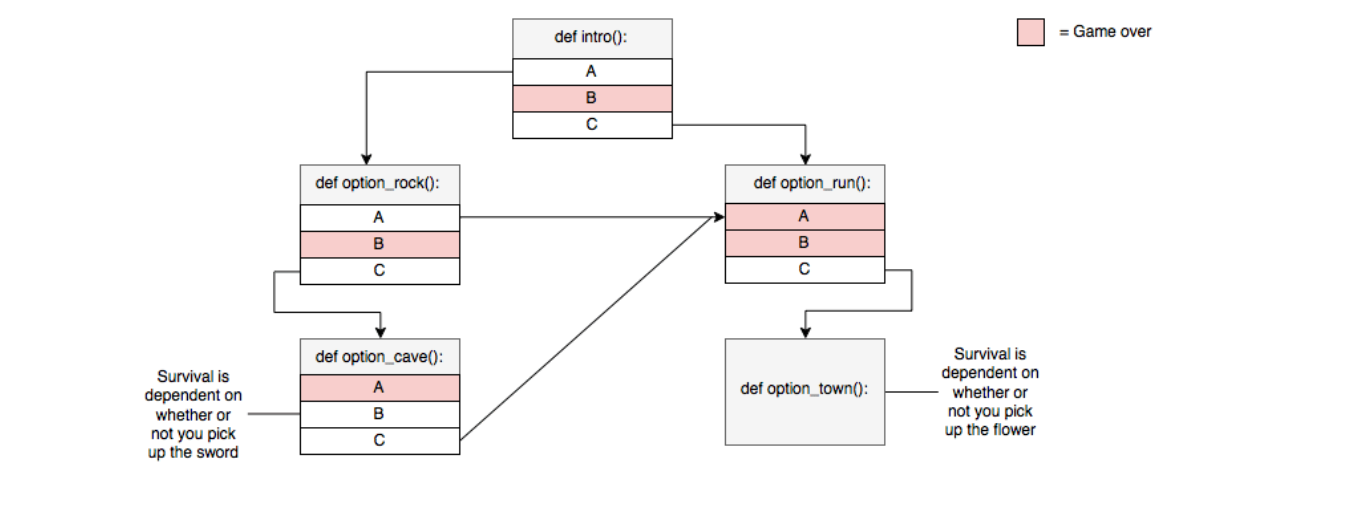 def intro():
A
B
C
= Game over
def option_rock():
A
B
C
def option_run():
A
B
C
def option_cave():
A
B
C
Survival is
dependent on
whether or
not you pick
up the sword
def option_town():
Survival is
dependent on
whether or
not you pick
up the flower